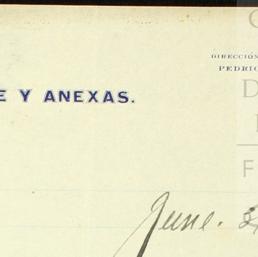 DIRECCIÓN
PEDRIC
E Y ANEXAS.
June.